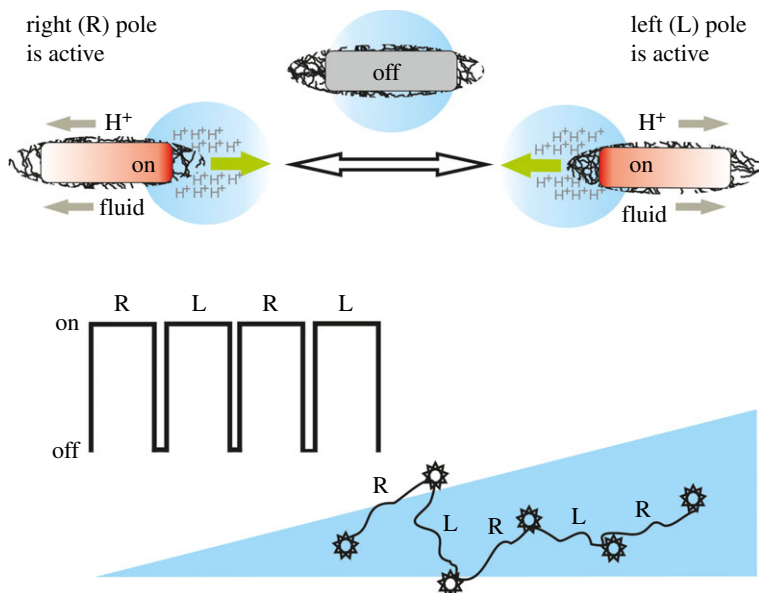 right (R) pole
is active
left (L) pole
is active
off
H+
H+
H+ H+ H+
H+ H+
H+ H+
H+ H+ H+
H+ H+ H+
H+ H+
on
on
H+ H+ H+
H+ H+
H+ H+ H+
fluid
fluid
R L R L
on
off
R
L
R
L
R